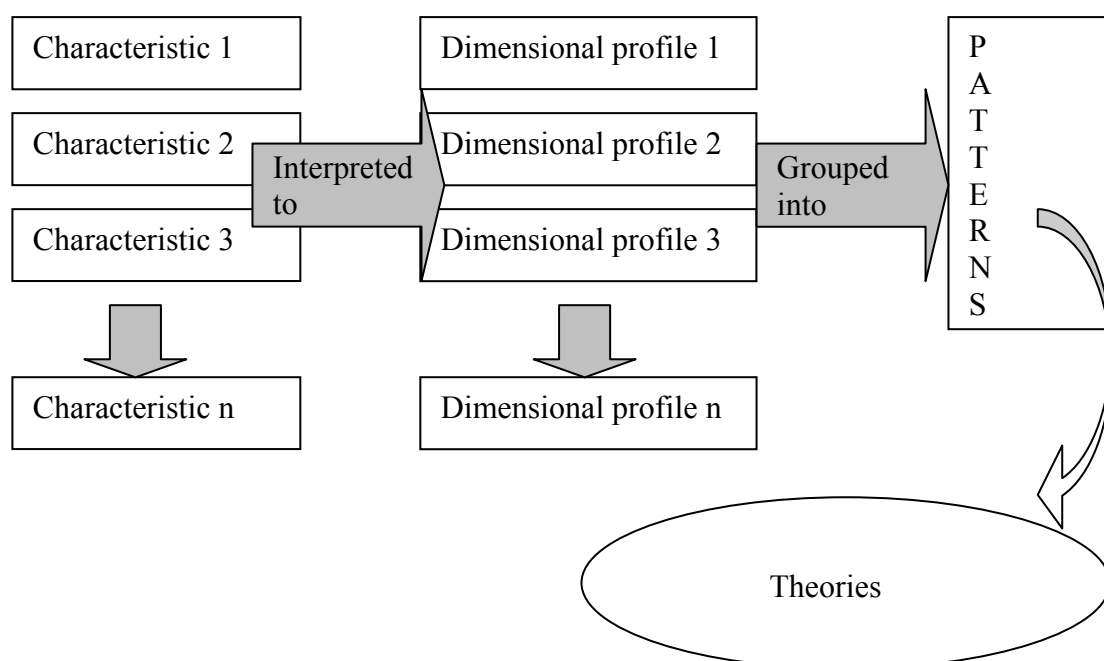 Characteristic 1
Characteristic 2
Characteristic 3
Characteristic n
Interpreted
to
Dimensional profile 1
Dimensional profile 2
Dimensional profile 3
Dimensional profile n
Grouped
into
P
A
T
T
E
R
N
S
Theories